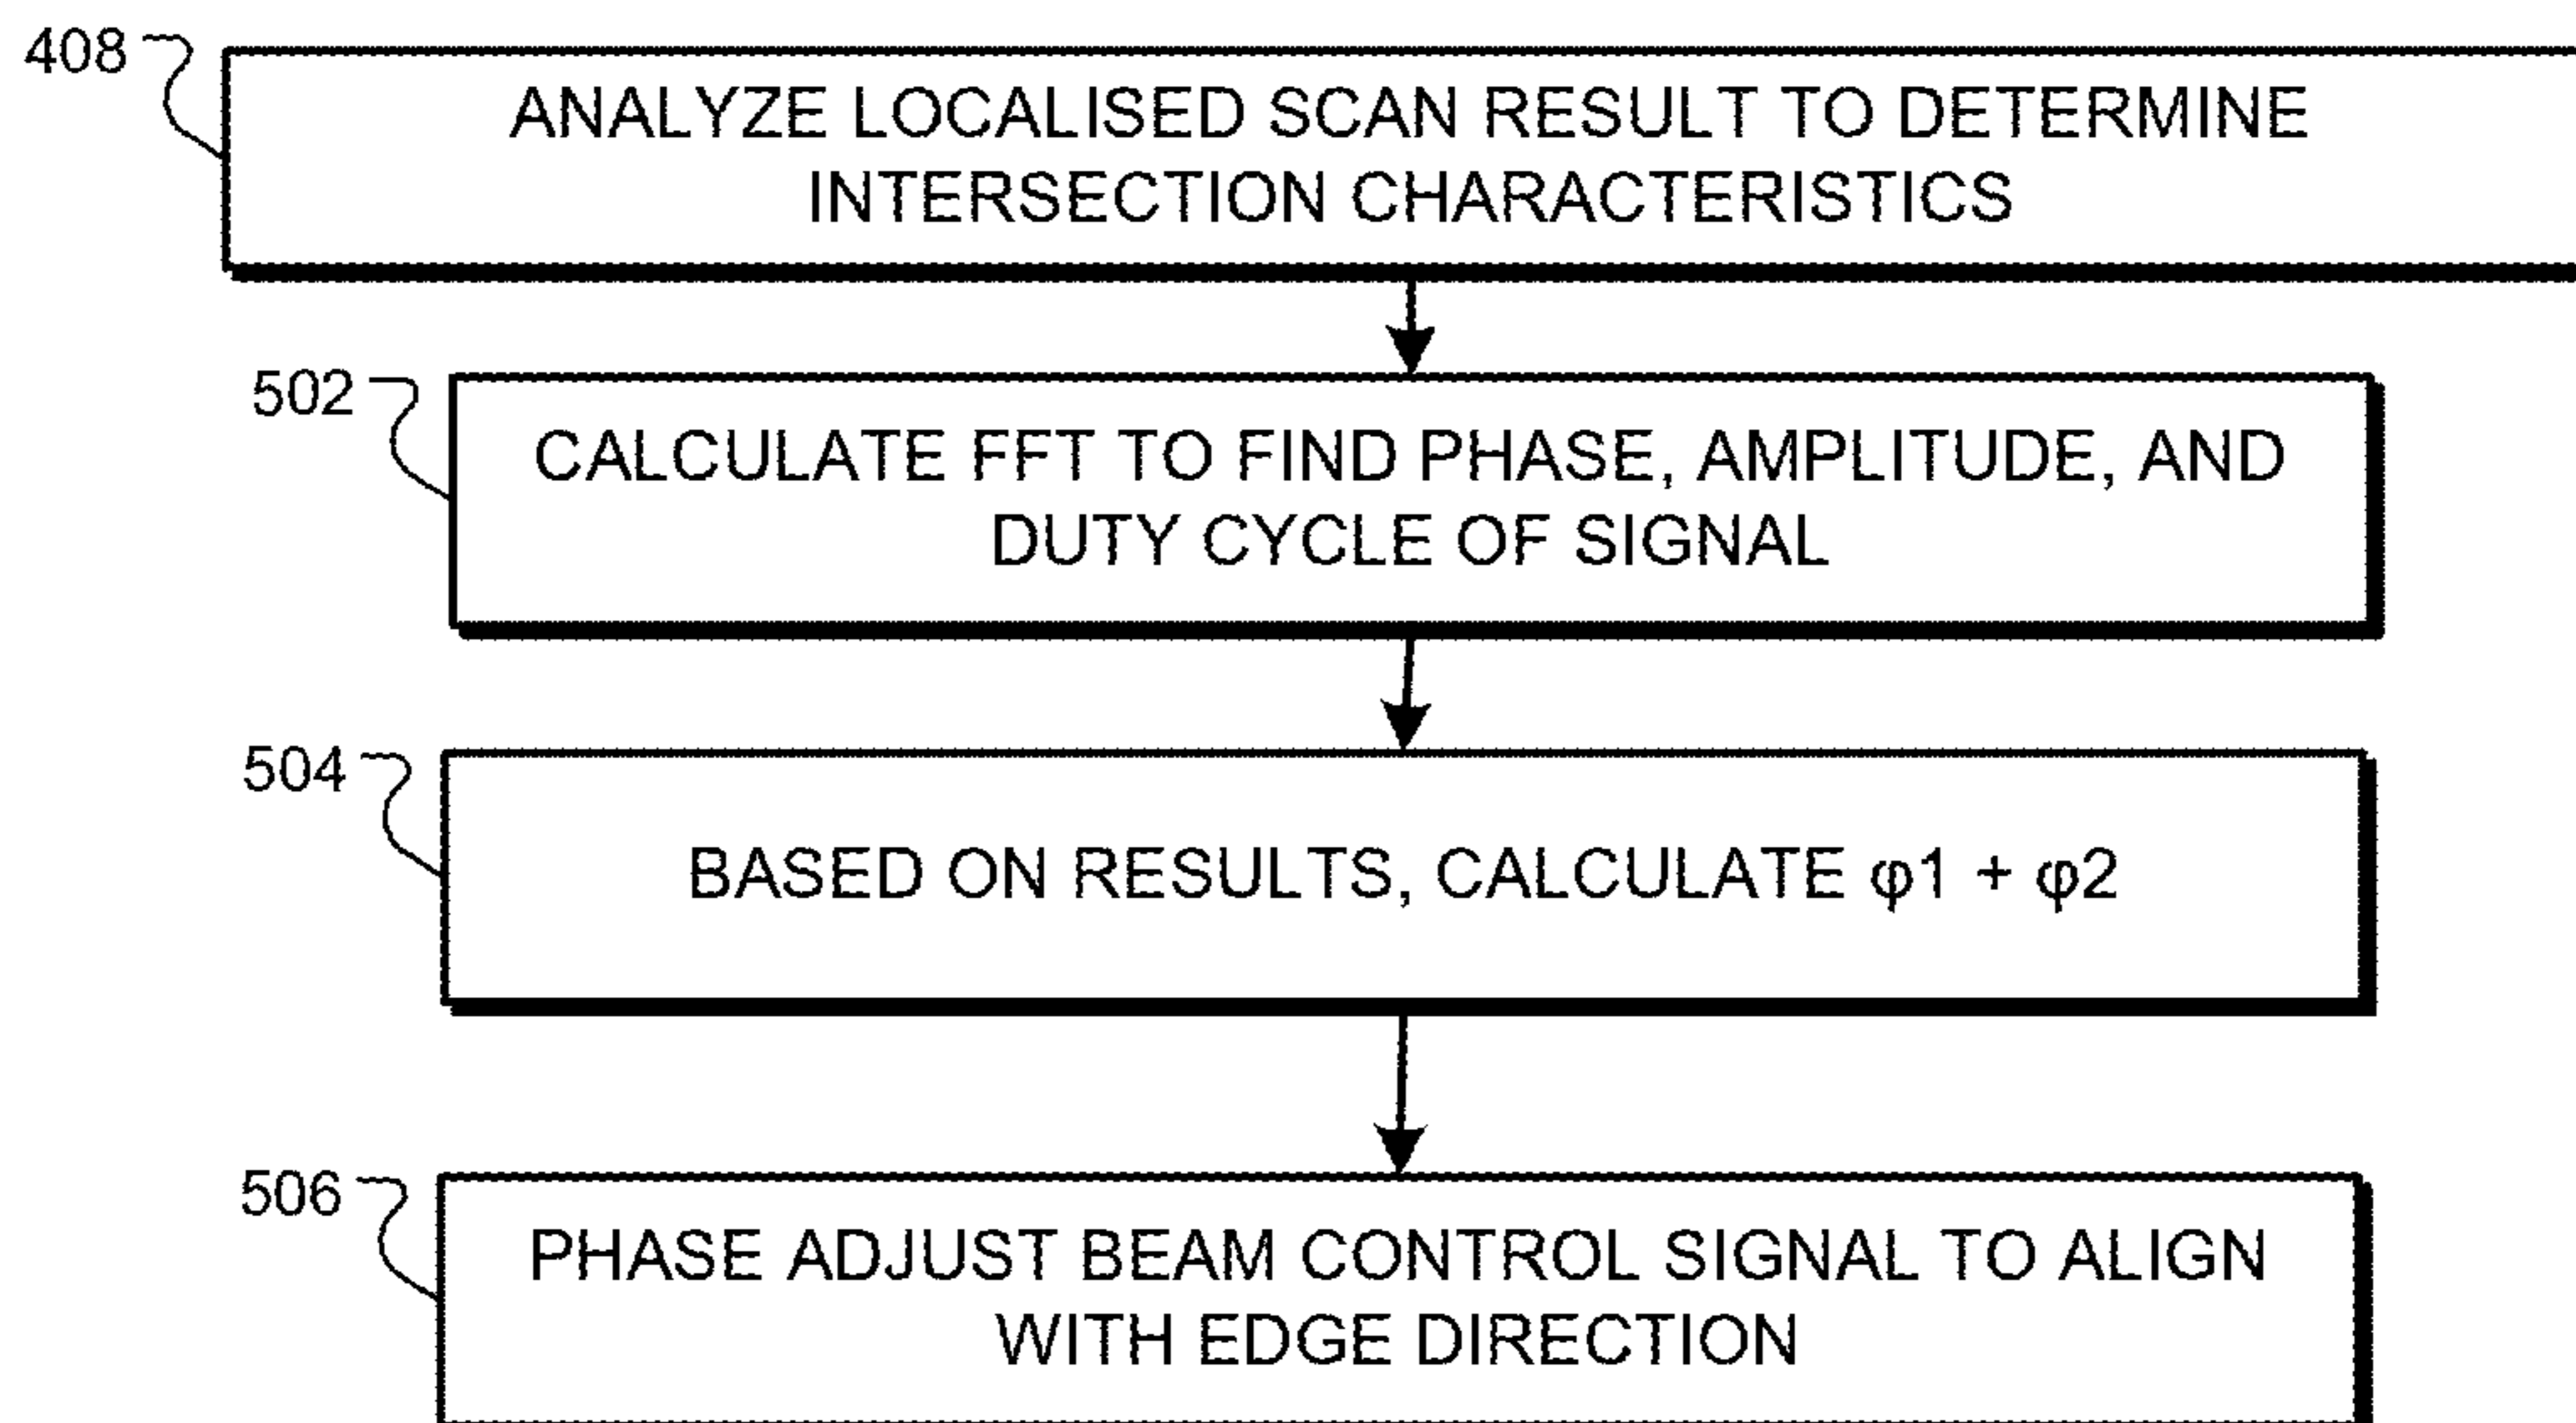 408
ANALYZE LOCALISED SCAN RESULT TO DETERMINE
INTERSECTION CHARACTERISTICS
502
CALCULATE FFT TO FIND PHASE, AMPLITUDE, AND
DUTY CYCLE OF SIGNAL
504
BASED ON RESULTS, CALCULATE φ1 + φ2
506
PHASE ADJUST BEAM CONTROL SIGNAL TO ALIGN
WITH EDGE DIRECTION